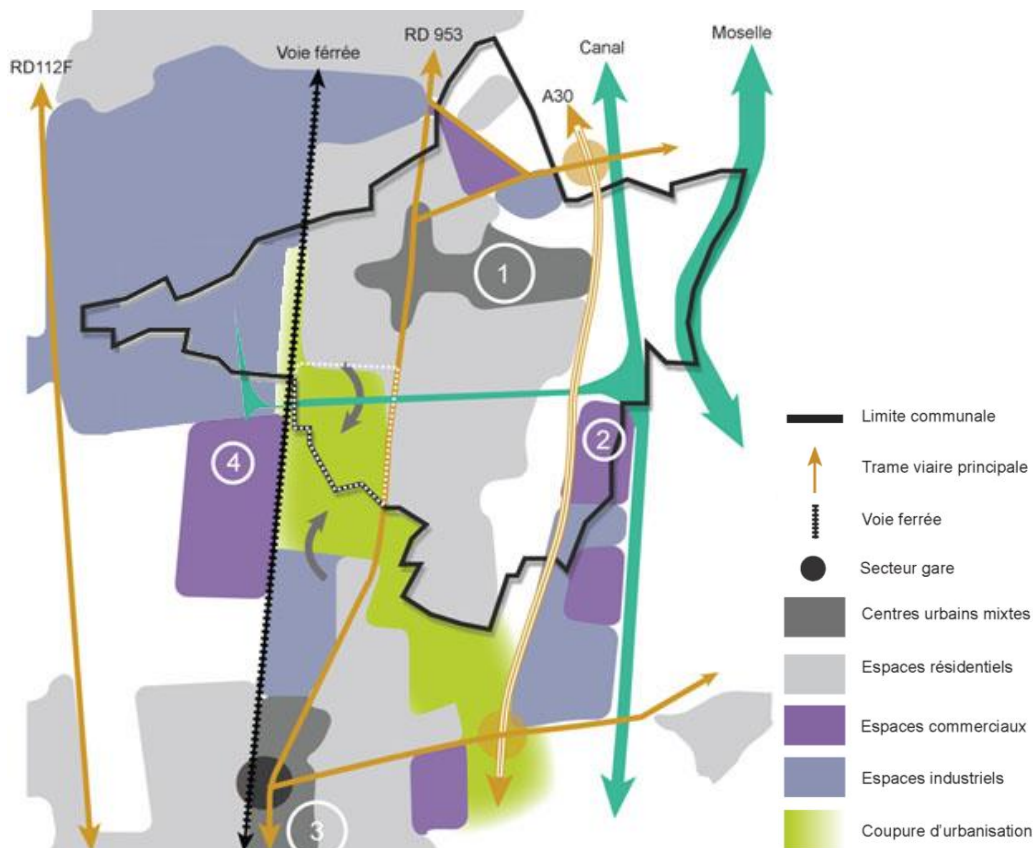 RD112F
Voie férrée
RD 953
A30
Canal
Moselle
1
2
3
4
Limite communale
Trame viaire principale
Voie ferrée
Secteur gare
Centres urbains mixtes
Espaces résidentiels
Espaces commerciaux
Espaces industriels
Coupure d'urbanisation